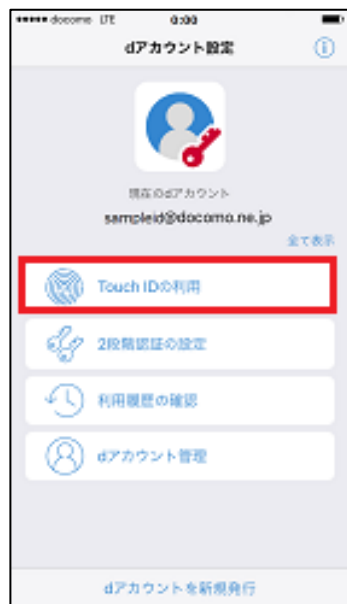 docomo LTE 0:00
dアカウント設定
現在のdアカウント
sampleid@docomo.ne.jp
全て表示
Touch IDの利用
2段階認証の設定
利用履歴の確認
dアカウント管理
dアカウントを新規発行